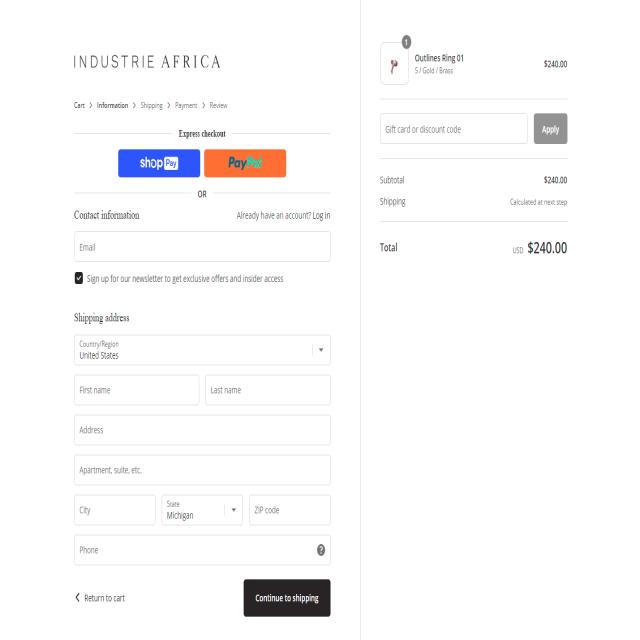 INDUSTRIE AFRICA
Cart > Information > Shipping > Payment > Review
Express checkout
shop Pay
PayPal
OR
Contact information
Already have an account? Log in
Email
Sign up for our newsletter to get exclusive offers and insider access
Shipping address
Country/Region
United States
First name
Last name
Address
Apartment, suite, etc.
City
State
Michigan
ZIP code
Phone
?
< Return to cart
Continue to shipping
1
Outlines Ring 01
S / Gold / Brass
$240.00
Gift card or discount code
Apply
Subtotal
$240.00
Shipping
Calculated at next step
Total
USD $240.00